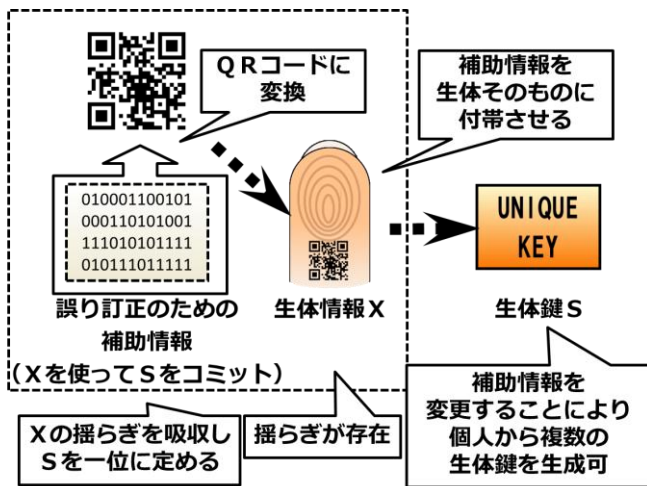 QRコードに
変換
補助情報を
生体そのものに
付帯させる
010001100101
000110101001
111010101111
010111011111
UNIQUE
KEY
誤り訂正のための
補助情報
(Xを使ってSをコミット)
生体情報X
生体鍵S
Xの揺らぎを吸収し
Sを一位に定める
揺らぎが存在
補助情報を
変更することにより
個人から複数の
生体鍵を生成可